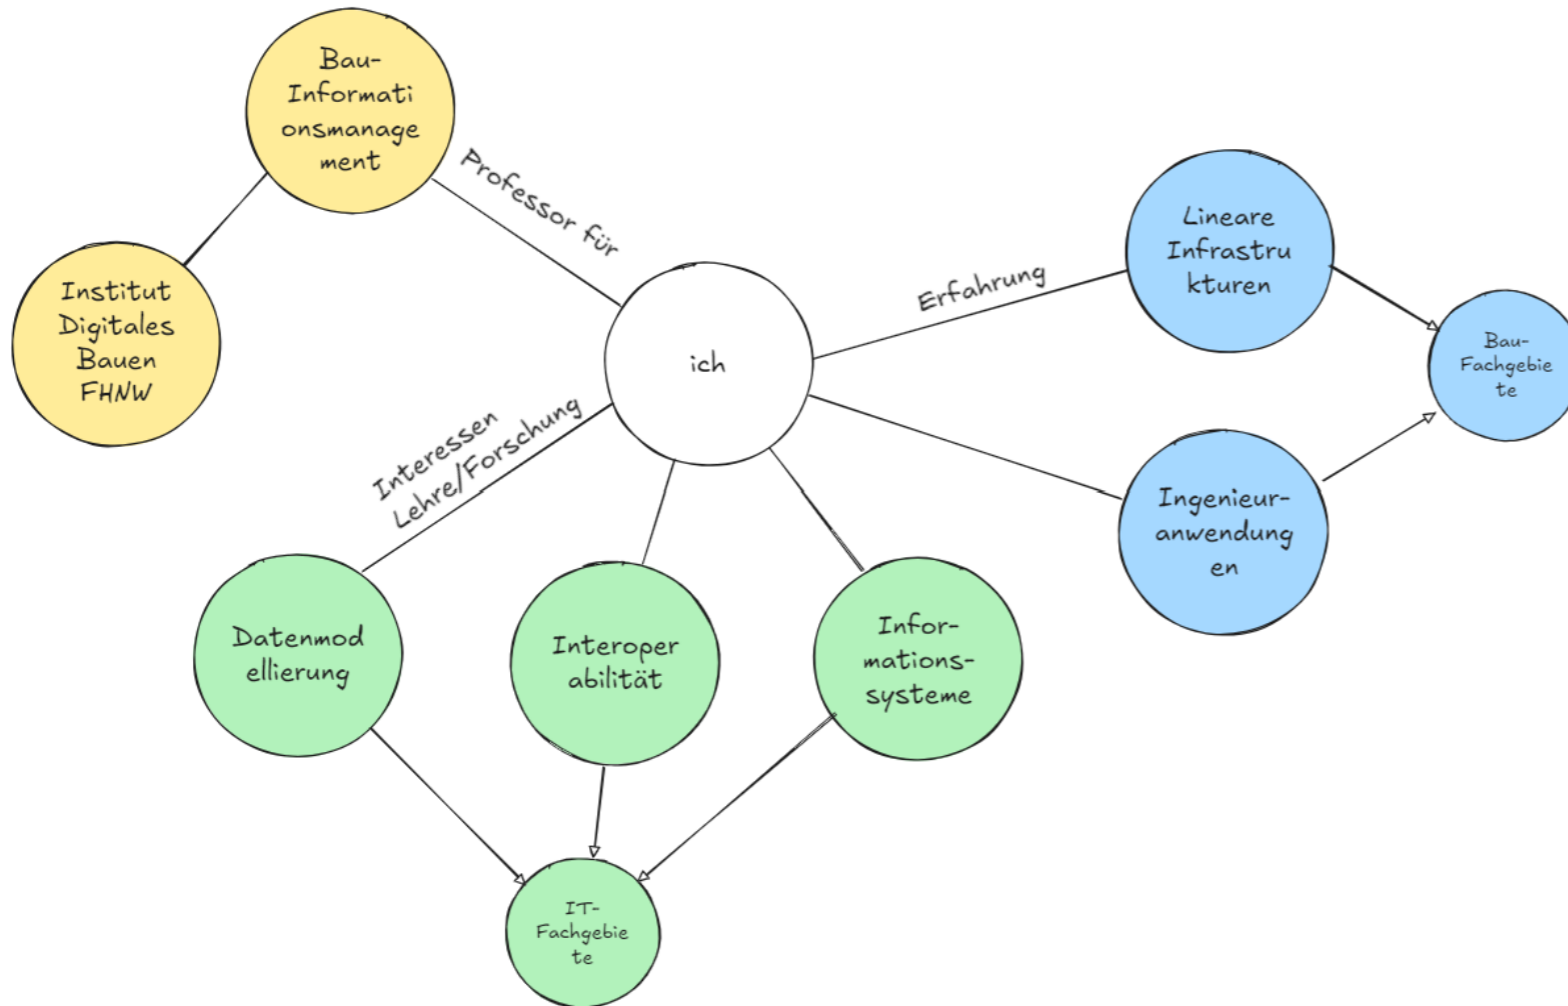 Bau-
Informati
onsmanage
ment
Professor für
Institut
Digitales
Bauen
FHNW
ich
Erfahrung
Lineare
Infrastru
kturen
Bau-
Fachgebie
te
Ingenieur-
anwendung
en
Interessen
Lehre/Forschung
Datenmod
ellierung
Interoper
abilität
Infor-
mations-
systeme
IT-
Fachgebie
te